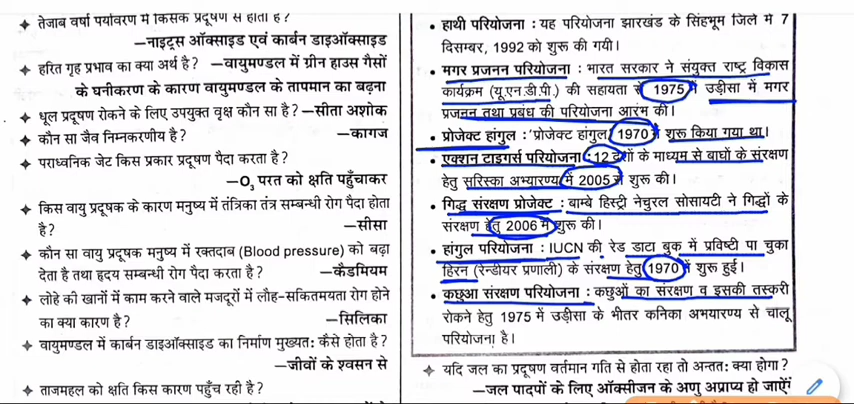 तेजाब वर्षा पर्यावरण में किसके प्रदूषण से होती है?
—नाइट्रस ऑक्साइड एवं कार्बन डाइऑक्साइड
हरित गृह प्रभाव का क्या अर्थ है? —वायुमण्डल में ग्रीन हाउस गैसों
के घनीकरण के कारण वायुमण्डल के तापमान का बढ़ना
धूल प्रदूषण रोकने के लिए उपयुक्त वृक्ष कौन सा है? —सीता अशोक
कौन सा जैव निम्नकरणीय है? —कागज
पराध्वनिक जेट किस प्रकार प्रदूषण पैदा करता है?
—O₃ परत को क्षति पहुँचाकर
किस वायु प्रदूषक के कारण मनुष्य में तंत्रिका तंत्र सम्बन्धी रोग पैदा होता
है? —सीसा
कौन सा वायु प्रदूषक मनुष्य में रक्तदाब (Blood pressure) को बढ़ा
देता है तथा हृदय सम्बन्धी रोग पैदा करता है? —कैडमियम
लोहे की खानों में काम करने वाले मजदूरों में लौह-सकितमयता रोग होने
का क्या कारण है? —सिलिका
वायुमण्डल में कार्बन डाइऑक्साइड का निर्माण मुख्यत: कैसे होता है?
—जीवों के श्वसन से
ताजमहल को क्षति किस कारण पहुँच रही है?
• हाथी परियोजना : यह परियोजना झारखंड के सिंहभूम जिले में 7
दिसम्बर, 1992 को शुरू की गयी।
• मगर प्रजनन परियोजना : भारत सरकार ने संयुक्त राष्ट्र विकास
कार्यक्रम (यू.एन.डी.पी.) की सहायता से 1975 में उड़ीसा में मगर
प्रजनन तथा प्रबंध की परियोजना आरंभ की।
• प्रोजेक्ट हांगुल : प्रोजेक्ट हांगुल 1970 में शुरू किया गया था।
• एक्शन टाइगर्स परियोजना : 12 देशों के माध्यम से बाघों के संरक्षण
हेतु सरिस्का अभ्यारण्य में 2005 में शुरू की।
• गिद्ध संरक्षण प्रोजेक्ट : बाम्बे हिस्ट्री नेचुरल सोसायटी ने गिद्धों के
संरक्षण हेतु 2006 में शुरू की।
• हांगुल परियोजना : IUCN की रेड डाटा बुक में प्रविष्टी पा चुका
हिरन (रेन्डीयर प्रणाली) के संरक्षण हेतु 1970 में शुरू हुई।
• कछुआ संरक्षण परियोजना : कछुओं का संरक्षण व इसकी तस्करी
रोकने हेतु 1975 में उड़ीसा के भीतर कनिका अभयारण्य से चालू
परियोजना है।
यदि जल का प्रदूषण वर्तमान गति से होता रहा तो अन्तत: क्या होगा?
—जल पादपों के लिए ऑक्सीजन के अणु अप्राप्य हो जाएँगे